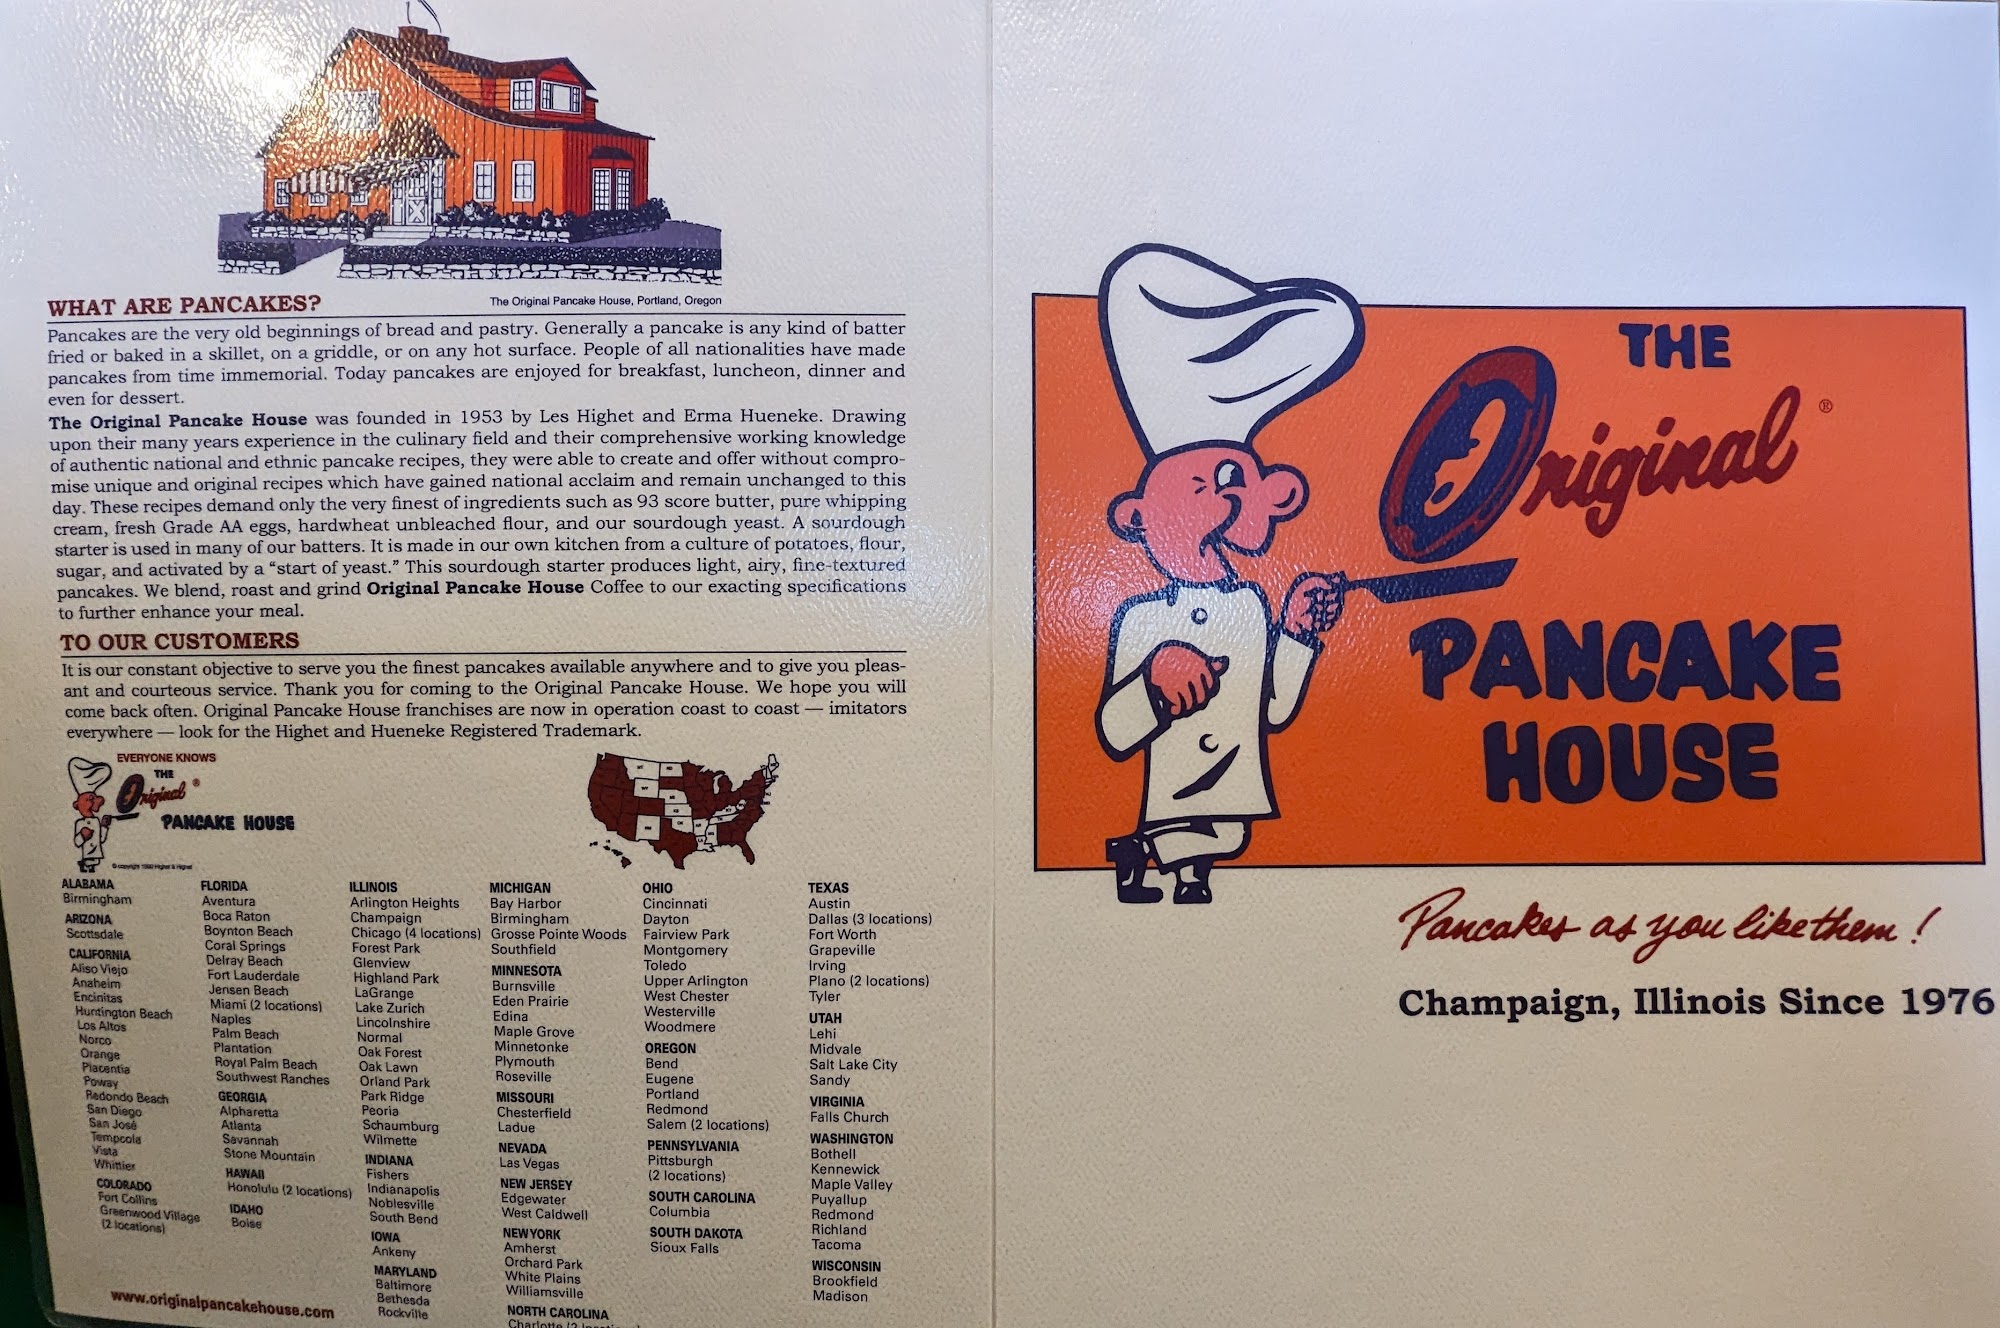 The Original Pancake House, Portland, Oregon
WHAT ARE PANCAKES?
Pancakes are the very old beginnings of bread and pastry. Generally a pancake is any kind of batter
fried or baked in a skillet, on a griddle, or on any hot surface. People of all nationalities have made
pancakes from time immemorial. Today pancakes are enjoyed for breakfast, luncheon, dinner and
even for dessert.
The Original Pancake House was founded in 1953 by Les Highet and Erma Hueneke. Drawing
upon their many years experience in the culinary field and their comprehensive working knowledge
of authentic national and ethnic pancake recipes, they were able to create and offer without compro-
mise unique and original recipes which have gained national acclaim and remain unchanged to this
day. These recipes demand only the very finest of ingredients such as 93 score butter, pure whipping
cream, fresh Grade AA eggs, hardwheat unbleached flour, and our sourdough yeast. A sourdough
starter is used in many of our batters. It is made in our own kitchen from a culture of potatoes, flour,
sugar, and activated by a “start of yeast.” This sourdough starter produces light, airy, fine-textured
pancakes. We blend, roast and grind Original Pancake House Coffee to our exacting specifications
to further enhance your meal.
TO OUR CUSTOMERS
It is our constant objective to serve you the finest pancakes available anywhere and to give you pleas-
ant and courteous service. Thank you for coming to the Original Pancake House. We hope you will
come back often. Original Pancake House franchises are now in operation coast to coast — imitators
everywhere — look for the Highet and Hueneke Registered Trademark.
EVERYONE KNOWS
THE
Original ®
PANCAKE HOUSE
ALABAMA
Birmingham
ARIZONA
Scottsdale
CALIFORNIA
Aliso Viejo
Anaheim
Encinitas
Huntington Beach
Los Altos
Norco
Orange
Placentia
Poway
Redondo Beach
San Diego
San José
Temecula
Vista
Whittier
COLORADO
Fort Collins
Greenwood Village
(2 locations)
FLORIDA
Aventura
Boca Raton
Boynton Beach
Coral Springs
Delray Beach
Fort Lauderdale
Jensen Beach
Miami (2 locations)
Naples
Palm Beach
Plantation
Royal Palm Beach
Southwest Ranches
GEORGIA
Alpharetta
Atlanta
Savannah
Stone Mountain
HAWAII
Honolulu (2 locations)
IDAHO
Boise
ILLINOIS
Arlington Heights
Champaign
Chicago (4 locations)
Forest Park
Glenview
Highland Park
LaGrange
Lake Zurich
Lincolnshire
Normal
Oak Forest
Oak Lawn
Orland Park
Park Ridge
Peoria
Schaumburg
Wilmette
INDIANA
Fishers
Indianapolis
Noblesville
South Bend
IOWA
Ankeny
MARYLAND
Baltimore
Bethesda
Rockville
MICHIGAN
Bay Harbor
Birmingham
Grosse Pointe Woods
Southfield
MINNESOTA
Burnsville
Eden Prairie
Edina
Maple Grove
Minnetonke
Plymouth
Roseville
MISSOURI
Chesterfield
Ladue
NEVADA
Las Vegas
NEW JERSEY
Edgewater
West Caldwell
NEW YORK
Amherst
Orchard Park
White Plains
Williamsville
NORTH CAROLINA
Charlotte (2
OHIO
Cincinnati
Dayton
Fairview Park
Montgomery
Toledo
Upper Arlington
West Chester
Westerville
Woodmere
OREGON
Bend
Eugene
Portland
Redmond
Salem (2 locations)
PENNSYLVANIA
Pittsburgh
(2 locations)
SOUTH CAROLINA
Columbia
SOUTH DAKOTA
Sioux Falls
TEXAS
Austin
Dallas (3 locations)
Fort Worth
Grapeville
Irving
Plano (2 locations)
Tyler
UTAH
Lehi
Midvale
Salt Lake City
Sandy
VIRGINIA
Falls Church
WASHINGTON
Bothell
Kennewick
Maple Valley
Puyallup
Redmond
Richland
Tacoma
WISCONSIN
Brookfield
Madison
www.originalpancakehouse.com
THE
Original ®
PANCAKE
HOUSE
Pancakes as you like them!
Champaign, Illinois Since 1976